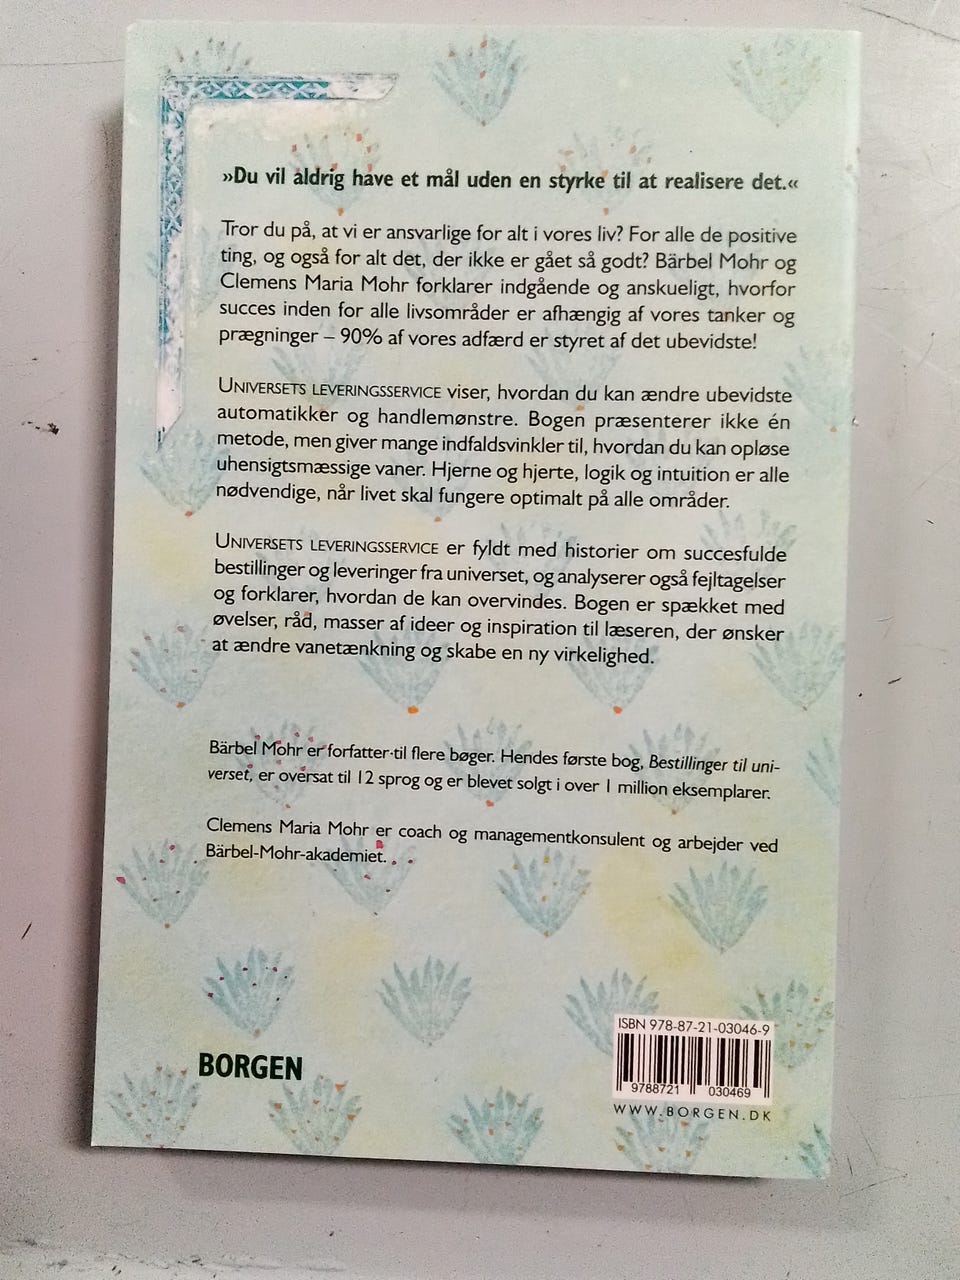 »Du vil aldrig have et mål uden en styrke til at realisere det.«
Tror du på, at vi er ansvarlige for alt i vores liv? For alle de positive
ting, og også for alt det, der ikke er gået så godt? Bärbel Mohr og
Clemens Maria Mohr forklarer indgående og anskueligt, hvorfor
succes inden for alle livsområder er afhængig af vores tanker og
prægninger – 90% af vores adfærd er styret af det ubevidste!
UNIVERSETS LEVERINGSSERVICE viser, hvordan du kan ændre ubevidste
automatikker og handlemønstre. Bogen præsenterer ikke én
metode, men giver mange indfaldsvinkler til, hvordan du kan opløse
uhensigtsmæssige vaner. Hjerne og hjerte, logik og intuition er alle
nødvendige, når livet skal fungere optimalt på alle områder.
UNIVERSETS LEVERINGSSERVICE er fyldt med historier om succesfulde
bestillinger og leveringer fra universet, og analyserer også fejltagelser
og forklarer, hvordan de kan overvindes. Bogen er spækket med
øvelser, råd, masser af ideer og inspiration til læseren, der ønsker
at ændre vanetænkning og skabe en ny virkelighed.
Bärbel Mohr er forfatter til flere bøger. Hendes første bog, Bestillinger til uni-
verset, er oversat til 12 sprog og er blevet solgt i over 1 million eksemplarer.
Clemens Maria Mohr er coach og managementkonsulent og arbejder ved
Bärbel-Mohr-akademiet.
ISBN 978-87-21-03046-9
9788721 030469
BORGEN
WWW.BORGEN.DK